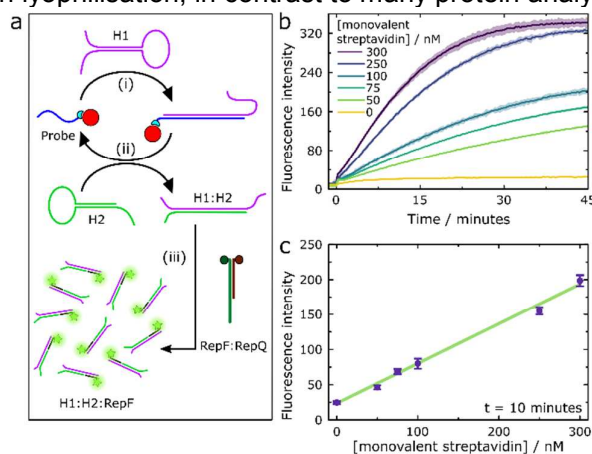 n lyophilisation, in contrast to many protein analy
a
H1
(i)
Probe
(ii)
H2
H1:H2
(iii)
RepF:RepQ
H1:H2:RepF
b
[monovalent
streptavidin] / nM
300
250
100
75
50
0
Fluorescence intensity
320
240
160
80
0
0 15 30 45
Time / minutes
c
Fluorescence intensity
250
200
150
100
50
0
t = 10 minutes
0 100 200 300
[monovalent streptavidin] / nM